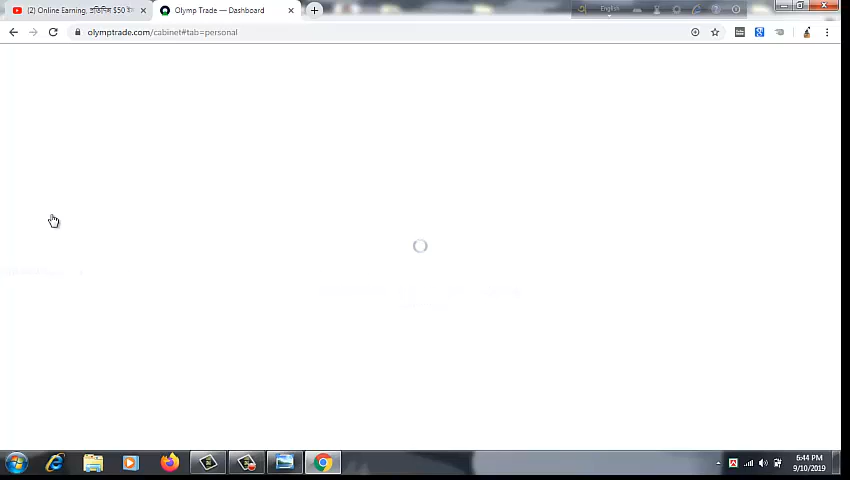 (2) Online Earning, প্রতিদিন $50 ইন
Olymp Trade — Dashboard
English
olymptrade.com/cabinet#tab=personal
6:44 PM
9/10/2019